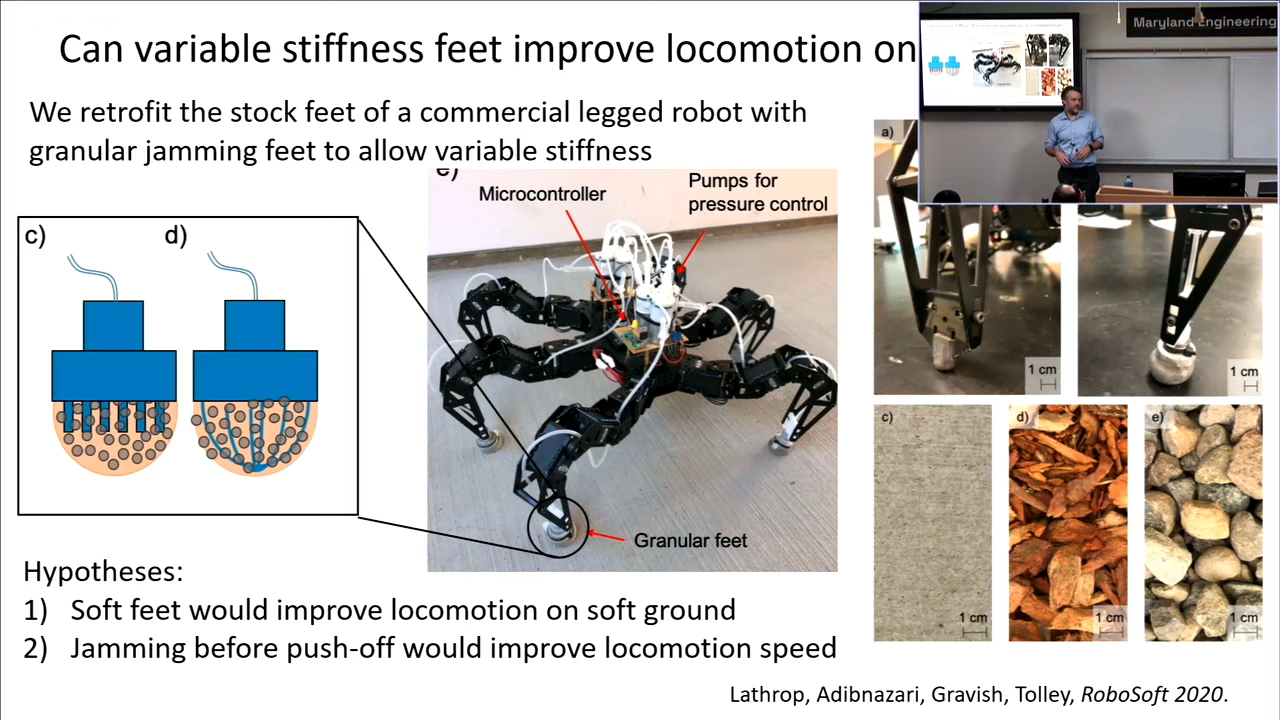 Can variable stiffness feet improve locomotion on
Maryland Engineering
We retrofit the stock feet of a commercial legged robot with
granular jamming feet to allow variable stiffness
a)
e)
Microcontroller
Pumps for
pressure control
c)
d)
1 cm
1 cm
Granular feet
c)
d)
e)
1 cm
1 cm
1 cm
Hypotheses:
1) Soft feet would improve locomotion on soft ground
2) Jamming before push-off would improve locomotion speed
Lathrop, Adibnazari, Gravish, Tolley, RoboSoft 2020.